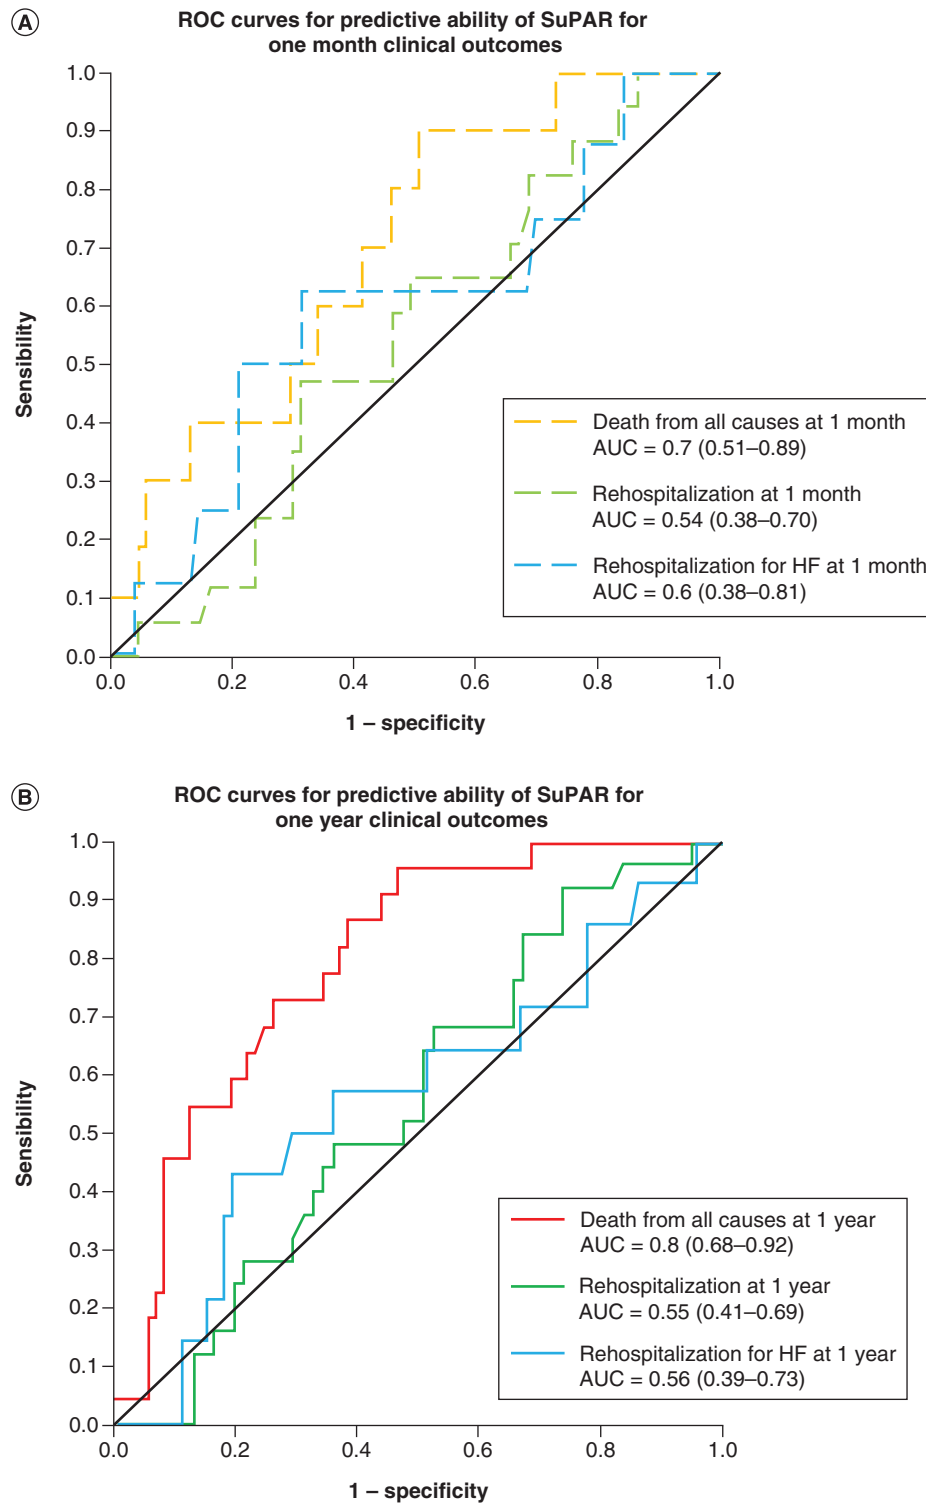 A
ROC curves for predictive ability of SuPAR for
one month clinical outcomes
1.0
0.9
0.8
0.7
0.6
0.5
0.4
0.3
0.2
0.1
0.0
Sensibility
0.0 0.2 0.4 0.6 0.8 1.0
1 – specificity
Death from all causes at 1 month
AUC = 0.7 (0.51–0.89)
Rehospitalization at 1 month
AUC = 0.54 (0.38–0.70)
Rehospitalization for HF at 1 month
AUC = 0.6 (0.38–0.81)
B
ROC curves for predictive ability of SuPAR for
one year clinical outcomes
1.0
0.9
0.8
0.7
0.6
0.5
0.4
0.3
0.2
0.1
0.0
Sensibility
0.0 0.2 0.4 0.6 0.8 1.0
1 – specificity
Death from all causes at 1 year
AUC = 0.8 (0.68–0.92)
Rehospitalization at 1 year
AUC = 0.55 (0.41–0.69)
Rehospitalization for HF at 1 year
AUC = 0.56 (0.39–0.73)